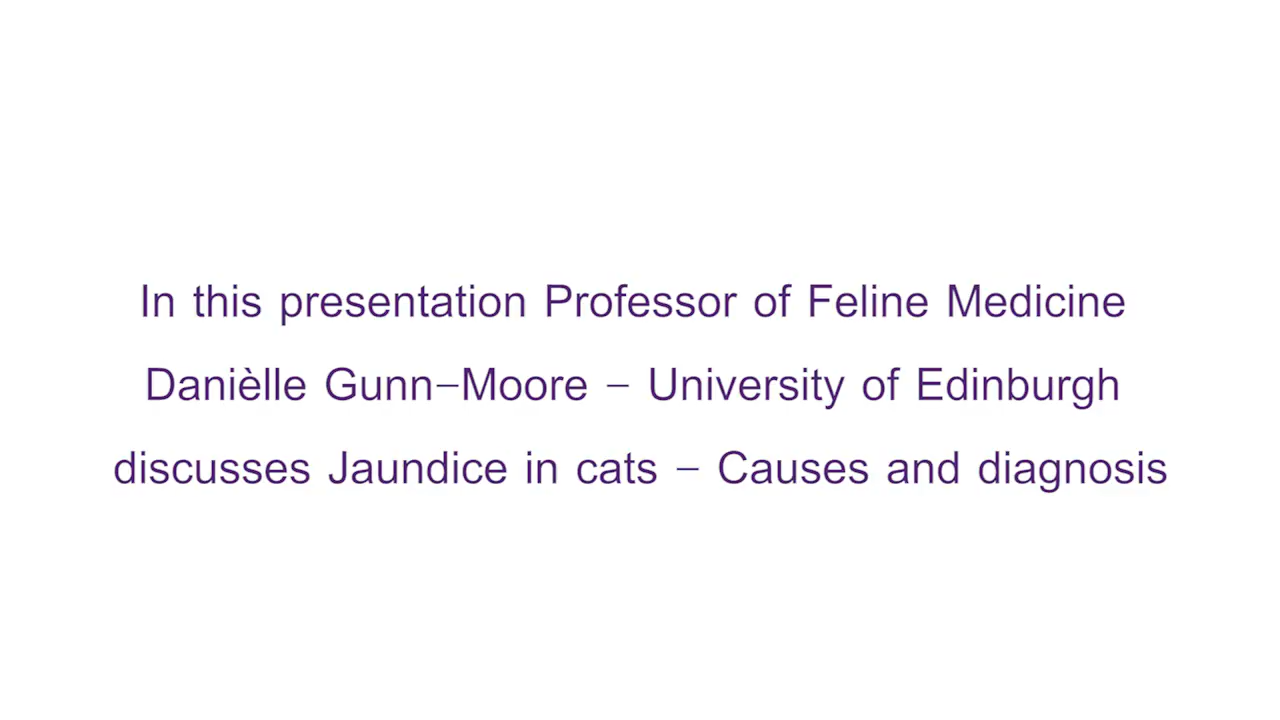 In this presentation Professor of Feline Medicine
Danièlle Gunn-Moore – University of Edinburgh
discusses Jaundice in cats – Causes and diagnosis